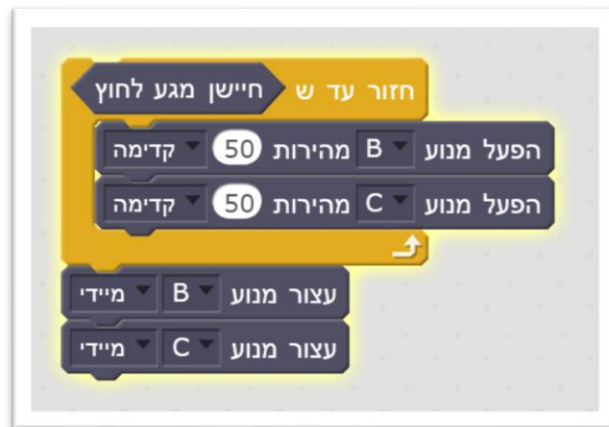 חזור עד ש חיישן מגע לחוץ
הפעל מנוע B מהירות 50 קדימה
הפעל מנוע C מהירות 50 קדימה
עצור מנוע B מיידי
עצור מנוע C מיידי